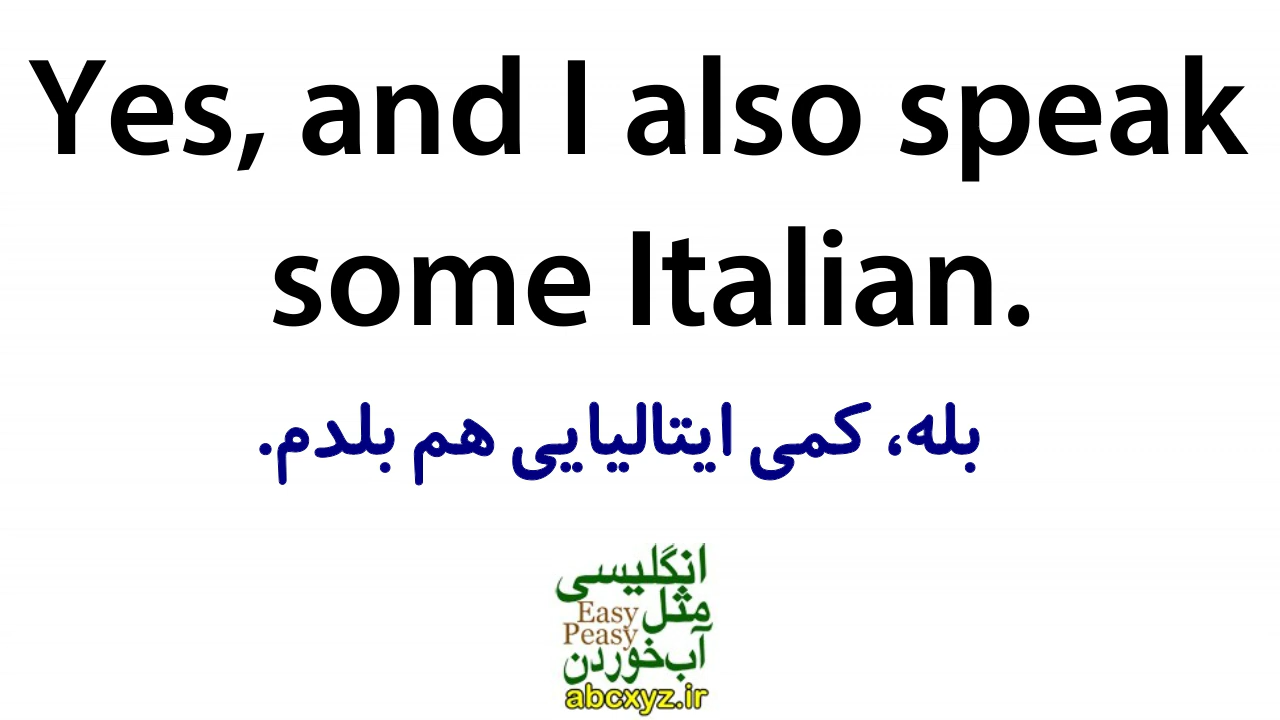 Yes, and I also speak
some Italian.
بله، کمی ایتالیایی هم بلدم.
انگلیسی
مثل
Easy
Peasy
آب‌خوردن
abcxyz.ir